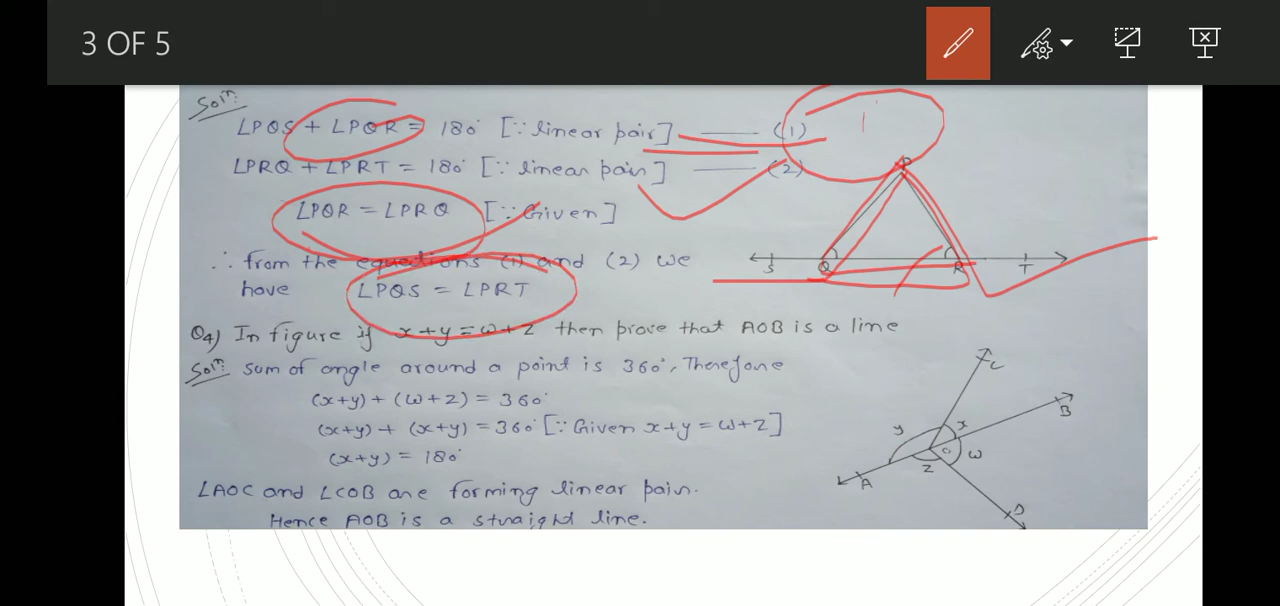 3 OF 5
Soln.
∠PQS + ∠PQR = 180° [∵ linear pair] —— (1)
∠PRQ + ∠PRT = 180° [∵ linear pair] —— (2)
∠PQR = ∠PRQ [∵ Given]
∴ from the equations (1) and (2) we
have ∠PQS = ∠PRT
P
S Q R T
Q4) In figure if x+y = w+z then prove that AOB is a line
Soln. Sum of angle around a point is 360°, Therefore
(x+y) + (w+z) = 360°
(x+y) + (x+y) = 360° [∵ Given x+y = w+z]
(x+y) = 180°
∠AOC and ∠COB are forming linear pair.
Hence AOB is a straight line.
C
B
y x
O w
z
A
D